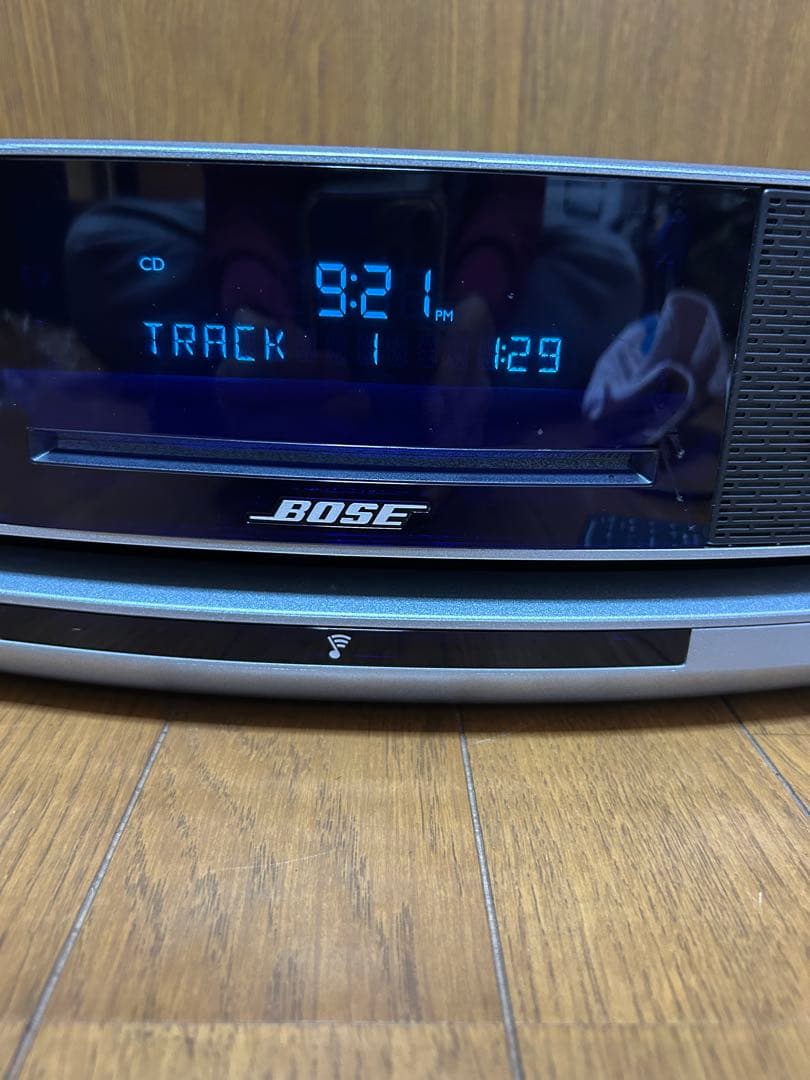 CD
9:21 PM
TRACK 1 1:29
BOSE